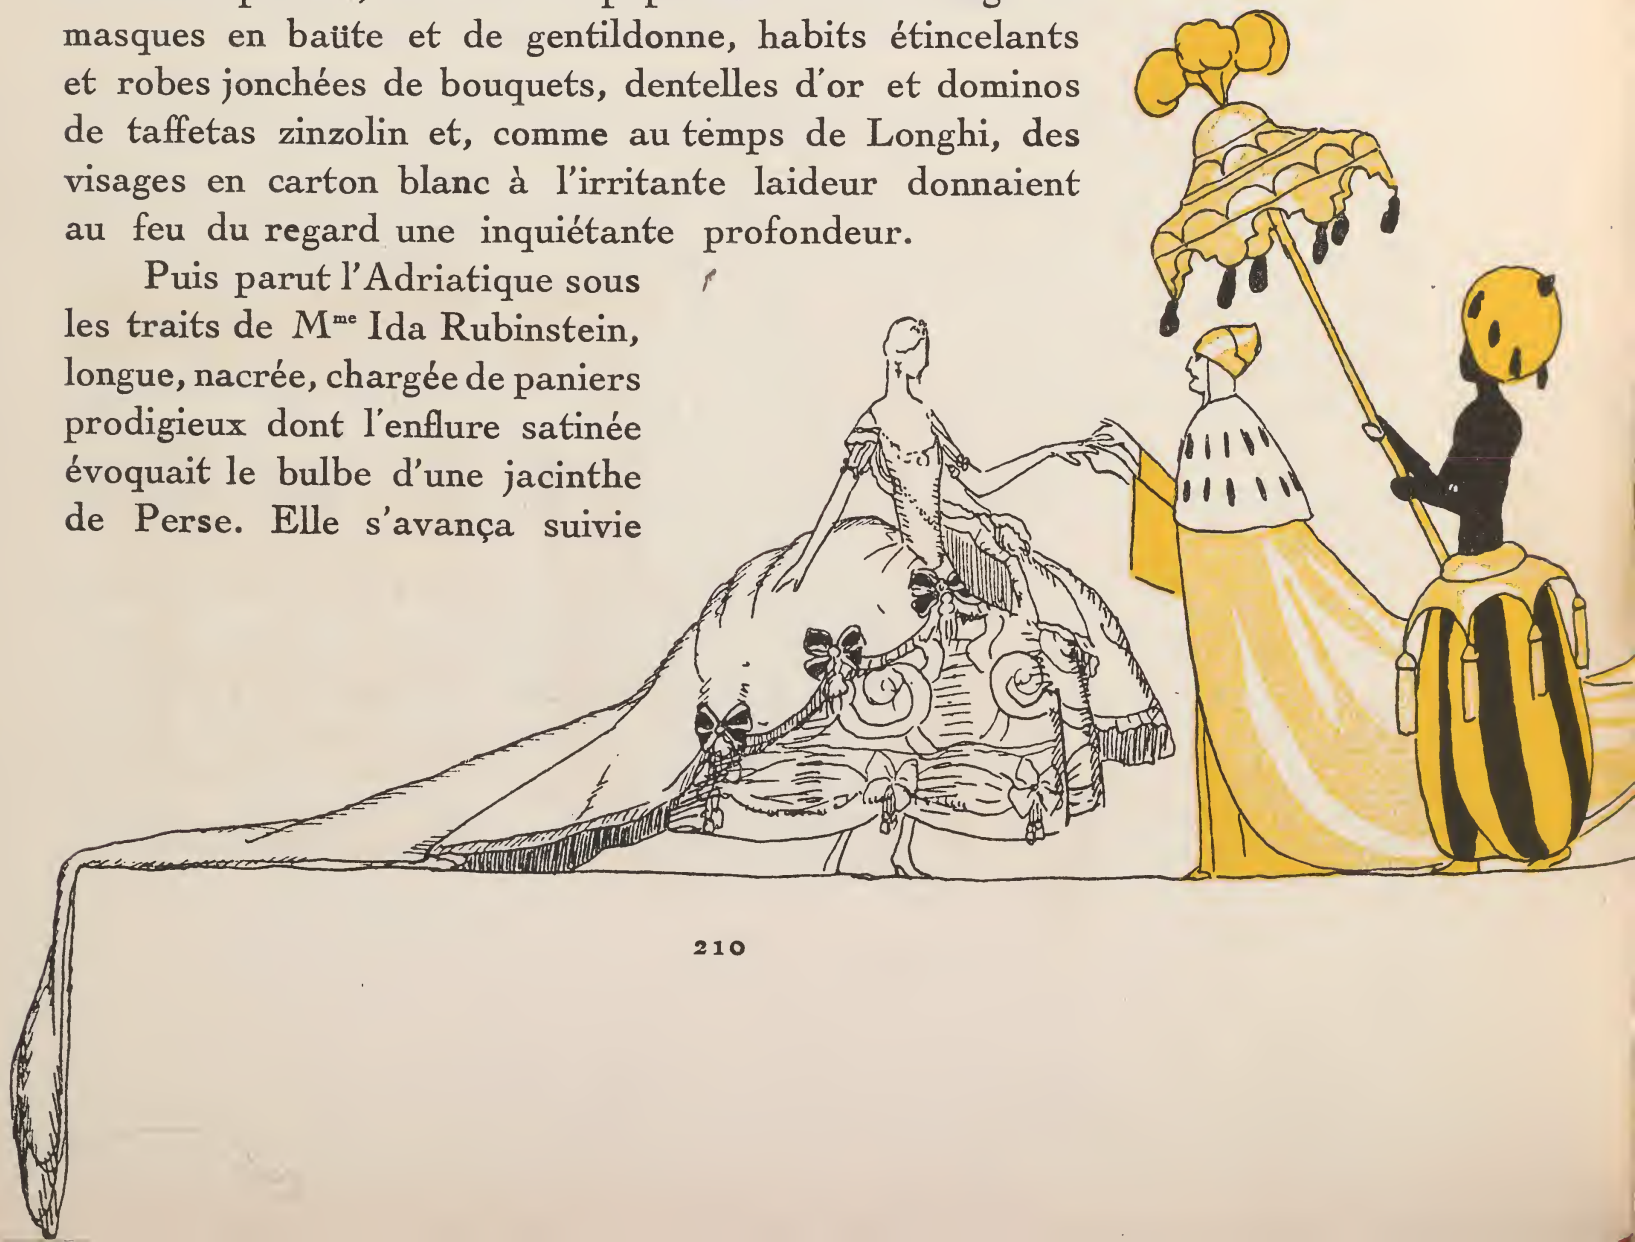 masques en baüte et de gentildonne, habits étincelants
et robes jonchées de bouquets, dentelles d'or et dominos
de taffetas zinzolin et, comme au temps de Longhi, des
visages en carton blanc à l'irritante laideur donnaient
au feu du regard une inquiétante profondeur.
Puis parut l'Adriatique sous
les traits de Mme Ida Rubinstein,
longue, nacrée, chargée de paniers
prodigieux dont l'enflure satinée
évoquait le bulbe d'une jacinthe
de Perse. Elle s'avança suivie
210